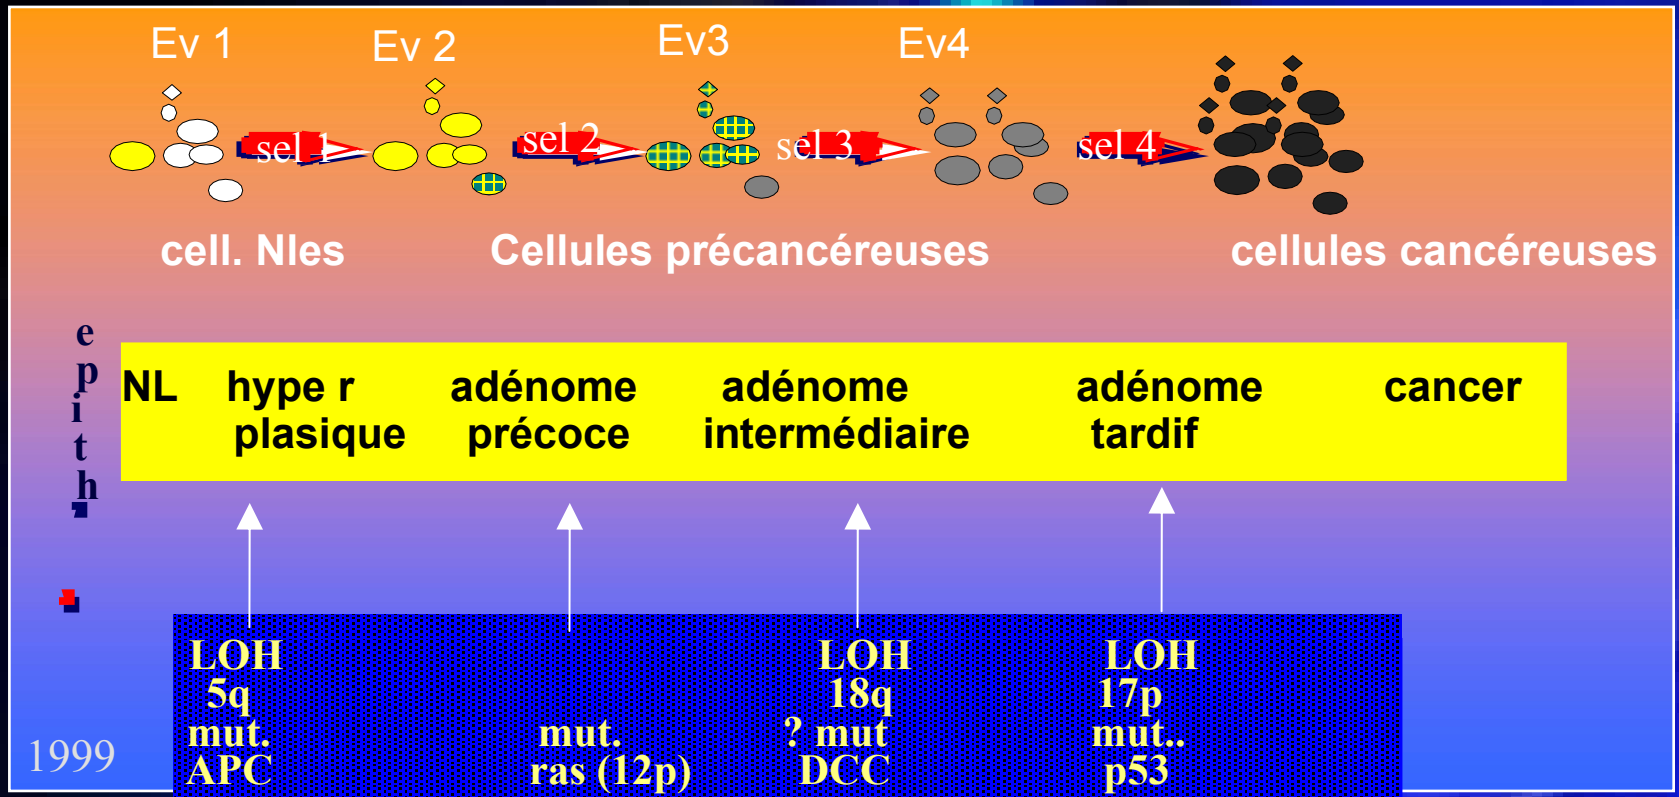 Ev 1 Ev 2 Ev3 Ev4
sel 1 sel 2 sel 3 sel 4
cell. Nles Cellules précancéreuses cellules cancéreuses
epith
NL hype r adénome adénome adénome cancer
plasique précoce intermédiaire tardif
LOH LOH LOH
5q 18q 17p
mut. mut. ? mut mut..
APC ras (12p) DCC p53
1999